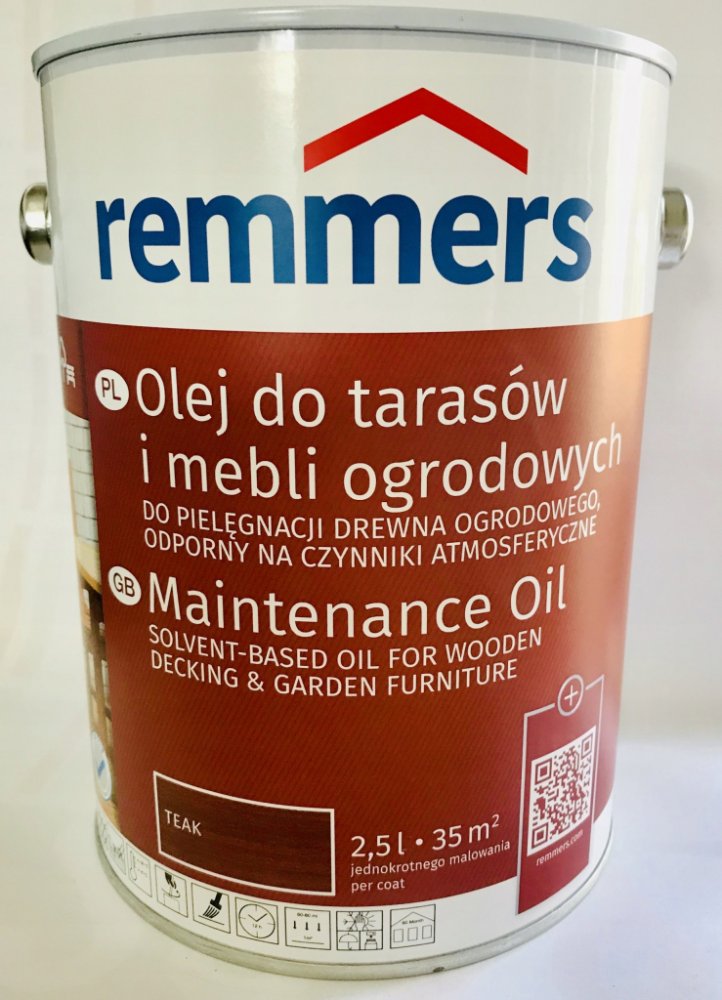 remmers
PL Olej do tarasów
i mebli ogrodowych
DO PIELĘGNACJI DREWNA OGRODOWEGO,
ODPORNY NA CZYNNIKI ATMOSFERYCZNE
GB Maintenance Oil
SOLVENT-BASED OIL FOR WOODEN
DECKING & GARDEN FURNITURE
TEAK
2,5 l · 35 m²
jednokrotnego malowania
per coat
remmers.com
12 h